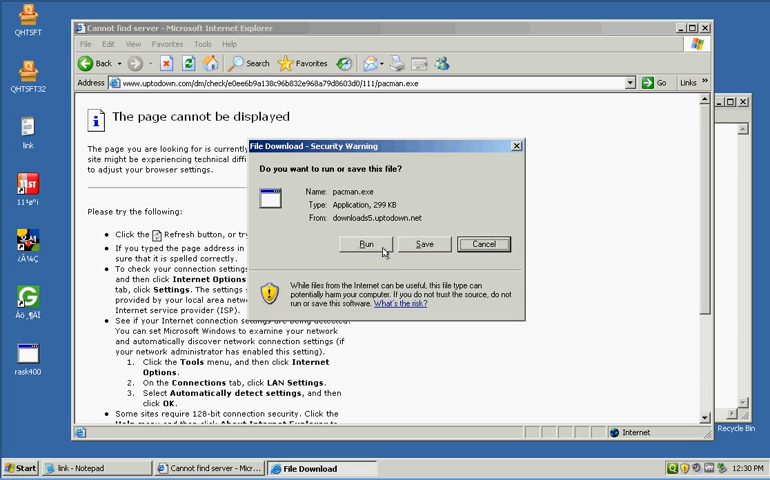 QHTSFT
QHTSFT32
link
11¹ø°i
¿Á¼Ç
rask400
Cannot find server - Microsoft Internet Explorer
File Edit View Favorites Tools Help
Back Search Favorites
Address www.uptodown.com/dm/check/e0ee6b9a138c96b832e968a79d8603d0/111/pacman.exe Go Links »
The page cannot be displayed
The page you are looking for is currently
site might be experiencing technical
to adjust your browser settings.
Please try the following:
Click the Refresh button, or try
If you typed the page address in
sure that it is spelled correctly.
To check your connection settings
and then click Internet Options
tab, click Settings. The settings
provided by your local area
Internet service provider (ISP).
See if your Internet connection settings are being detected.
You can set Microsoft Windows to examine your network
and automatically discover network connection settings (if
your network administrator has enabled this setting).
1. Click the Tools menu, and then click Internet
Options.
2. On the Connections tab, click LAN Settings.
3. Select Automatically detect settings, and then
click OK.
Some sites require 128-bit connection security. Click the
Help menu and then click About Internet Explorer to
File Download - Security Warning
Do you want to run or save this file?
Name: pacman.exe
Type: Application, 299 KB
From: downloads5.uptodown.net
Run Save Cancel
While files from the Internet can be useful, this file type can
potentially harm your computer. If you do not trust the source, do not
run or save this software. What's the risk?
Internet
Recycle Bin
Start link - Notepad Cannot find server - Micr... File Download 12:30 PM